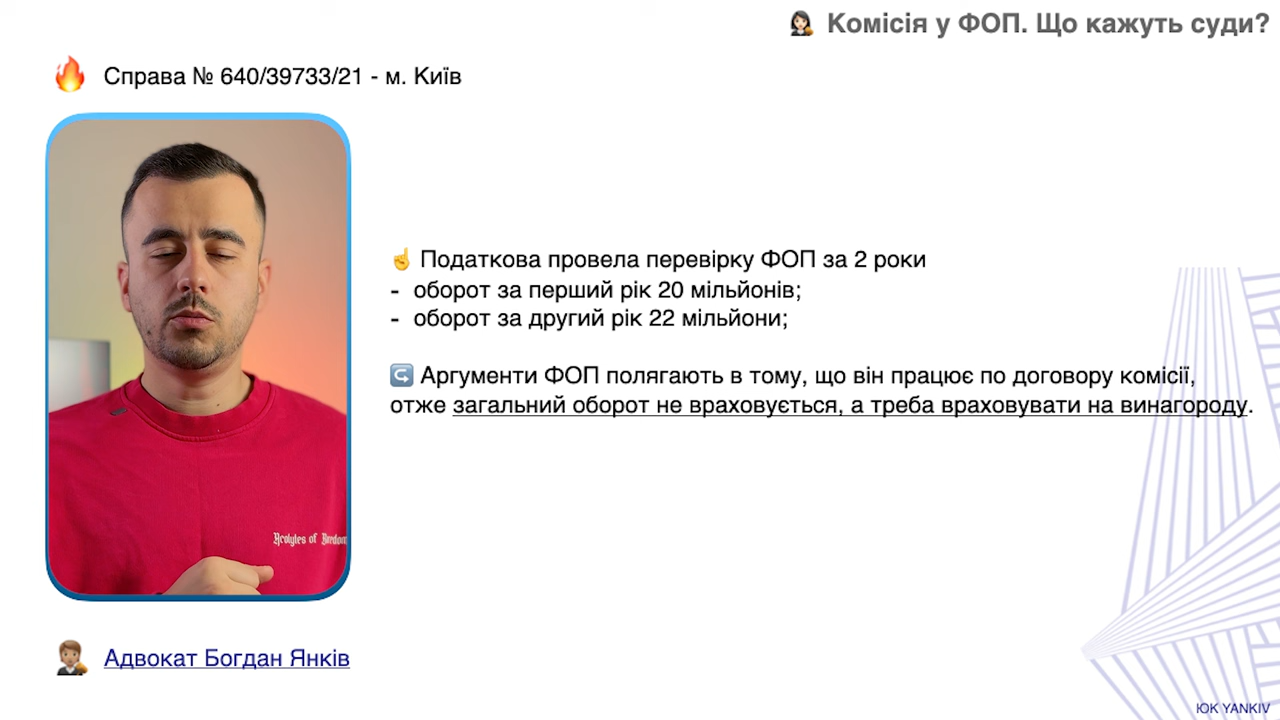 Комісія у ФОП. Що кажуть суди?
Справа № 640/39733/21 - м. Київ
Податкова провела перевірку ФОП за 2 роки
- оборот за перший рік 20 мільйонів;
- оборот за другий рік 22 мільйони;
Аргументи ФОП полягають в тому, що він працює по договору комісії,
отже загальний оборот не враховується, а треба враховувати на винагороду.
Acolytes of
Адвокат Богдан Янків
ЮК YANKIV